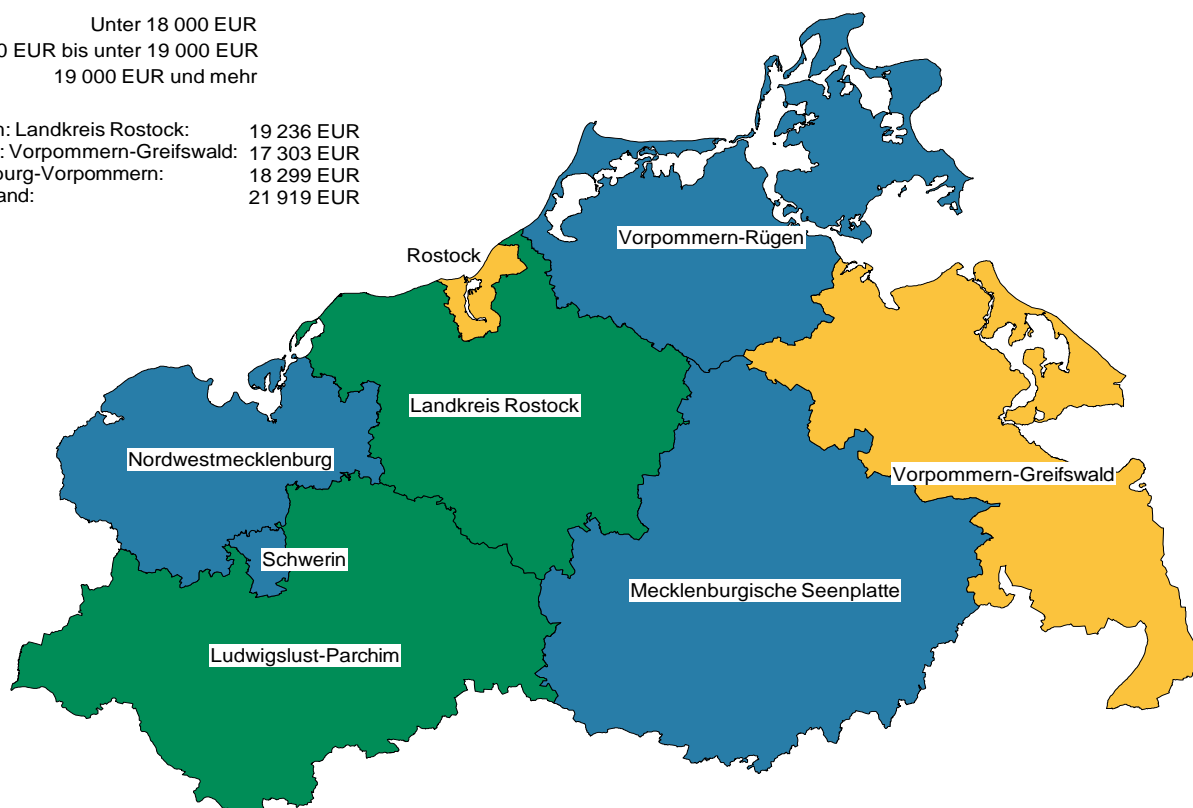 Unter 18 000 EUR
0 EUR bis unter 19 000 EUR
19 000 EUR und mehr
n: Landkreis Rostock: 19 236 EUR
: Vorpommern-Greifswald: 17 303 EUR
burg-Vorpommern: 18 299 EUR
and: 21 919 EUR
Vorpommern-Rügen
Rostock
Landkreis Rostock
Nordwestmecklenburg
Vorpommern-Greifswald
Schwerin
Mecklenburgische Seenplatte
Ludwigslust-Parchim